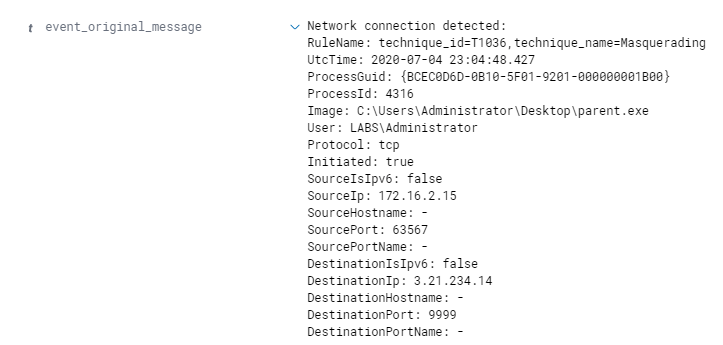 t event_original_message
Network connection detected:
RuleName: technique_id=T1036,technique_name=Masquerading
UtcTime: 2020-07-04 23:04:48.427
ProcessGuid: {BCEC0D6D-0B10-5F01-9201-000000001B00}
ProcessId: 4316
Image: C:\Users\Administrator\Desktop\parent.exe
User: LABS\Administrator
Protocol: tcp
Initiated: true
SourceIsIpv6: false
SourceIp: 172.16.2.15
SourceHostname: -
SourcePort: 63567
SourcePortName: -
DestinationIsIpv6: false
DestinationIp: 3.21.234.14
DestinationHostname: -
DestinationPort: 9999
DestinationPortName: -